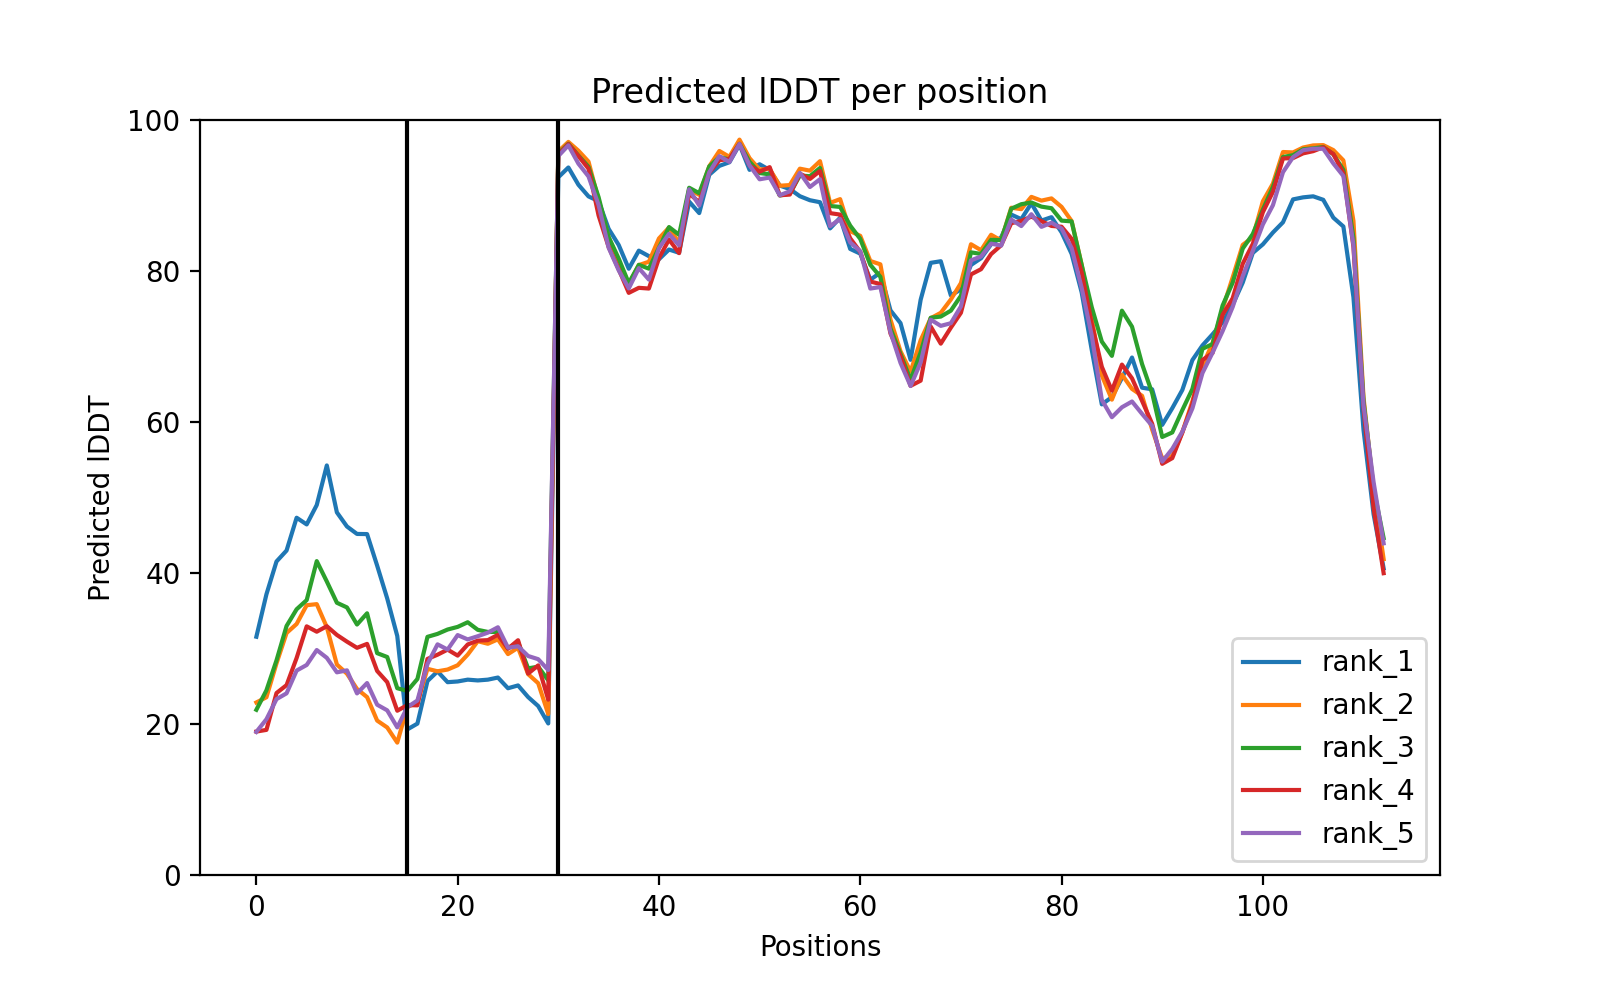 Predicted lDDT per position
Predicted lDDT
100
80
60
40
20
0
0 20 40 60 80 100
Positions
rank_1
rank_2
rank_3
rank_4
rank_5